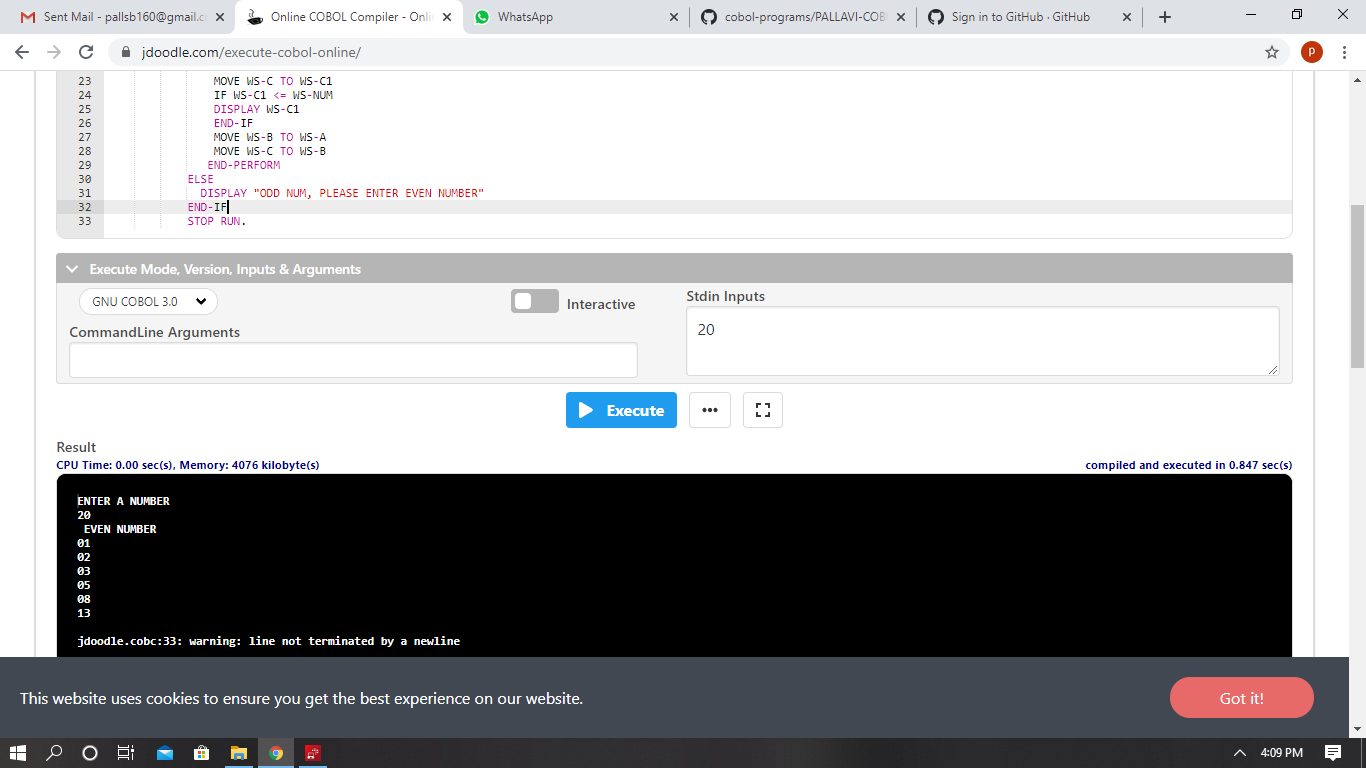 Sent Mail - pallsb160@gmail.c
Online COBOL Compiler - Onli
WhatsApp
cobol-programs/PALLAVI-COB
Sign in to GitHub · GitHub
jdoodle.com/execute-cobol-online/
P
23 MOVE WS-C TO WS-C1
24 IF WS-C1 <= WS-NUM
25 DISPLAY WS-C1
26 END-IF
27 MOVE WS-B TO WS-A
28 MOVE WS-C TO WS-B
29 END-PERFORM
30 ELSE
31 DISPLAY "ODD NUM, PLEASE ENTER EVEN NUMBER"
32 END-IF
33 STOP RUN.
Execute Mode, Version, Inputs & Arguments
GNU COBOL 3.0
Interactive
Stdin Inputs
20
CommandLine Arguments
Execute
Result
CPU Time: 0.00 sec(s), Memory: 4076 kilobyte(s)
compiled and executed in 0.847 sec(s)
ENTER A NUMBER
20
EVEN NUMBER
01
02
03
05
08
13
jdoodle.cobc:33: warning: line not terminated by a newline
This website uses cookies to ensure you get the best experience on our website.
Got it!
4:09 PM